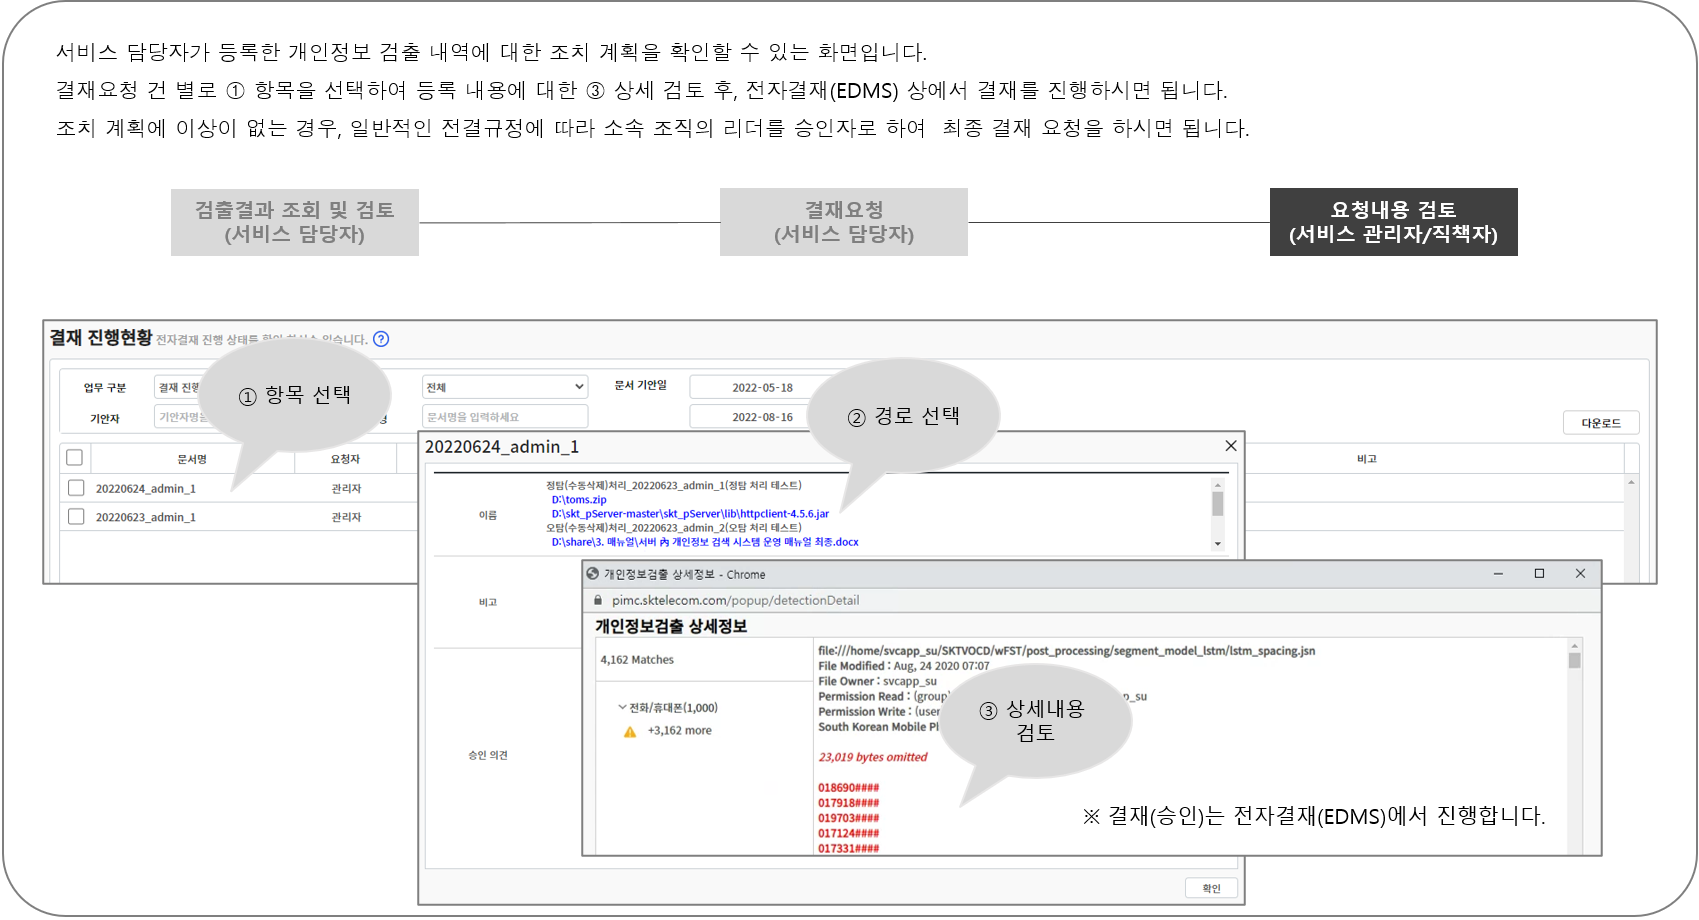 서비스 담당자가 등록한 개인정보 검출 내역에 대한 조치 계획을 확인할 수 있는 화면입니다.
결재요청 건 별로 ① 항목을 선택하여 등록 내용에 대한 ③ 상세 검토 후, 전자결재(EDMS) 상에서 결재를 진행하시면 됩니다.
조치 계획에 이상이 없는 경우, 일반적인 전결규정에 따라 소속 조직의 리더를 승인자로 하여 최종 결재 요청을 하시면 됩니다.
검출결과 조회 및 검토
(서비스 담당자)
결재요청
(서비스 담당자)
요청내용 검토
(서비스 관리자/직책자)
결재 진행현황 전자결재 진행 상태를 있습니다. ?
업무 구분 결재 진행 전체 문서 기안일 2022-05-18
기안자 문서명을 입력하세요 2022-08-16
다운로드
① 항목 선택
② 경로 선택
문서명 요청자 비고
20220624_admin_1 관리자
20220623_admin_1 관리자
20220624_admin_1
이름
정탐(수동삭제)처리_20220623_admin_1(정탐 처리 테스트)
D:\toms.zip
D:\skt_pServer-master\skt_pServer\lib\httpclient-4.5.6.jar
오탐(수동삭제)처리_20220623_admin_2(오탐 처리 테스트)
D:\share\3. 매뉴얼\서버 內 개인정보 검색 시스템 운영 매뉴얼 최종.docx
비고
승인 의견
확인
개인정보검출 상세정보 - Chrome
pimc.sktelecom.com/popup/detectionDetail
개인정보검출 상세정보
4,162 Matches
전화/휴대폰(1,000)
+3,162 more
file:///home/svcapp_su/SKTVOCD/wFST/post_processing/segment_model_lstm/lstm_spacing.jsn
File Modified : Aug, 24 2020 07:07
File Owner : svcapp_su
Permission Read : (group) p_su
Permission Write : (user
South Korean Mobile
23,019 bytes omitted
018690####
017918####
019703####
017124####
017331####
③ 상세내용
검토
※ 결재(승인)는 전자결재(EDMS)에서 진행합니다.